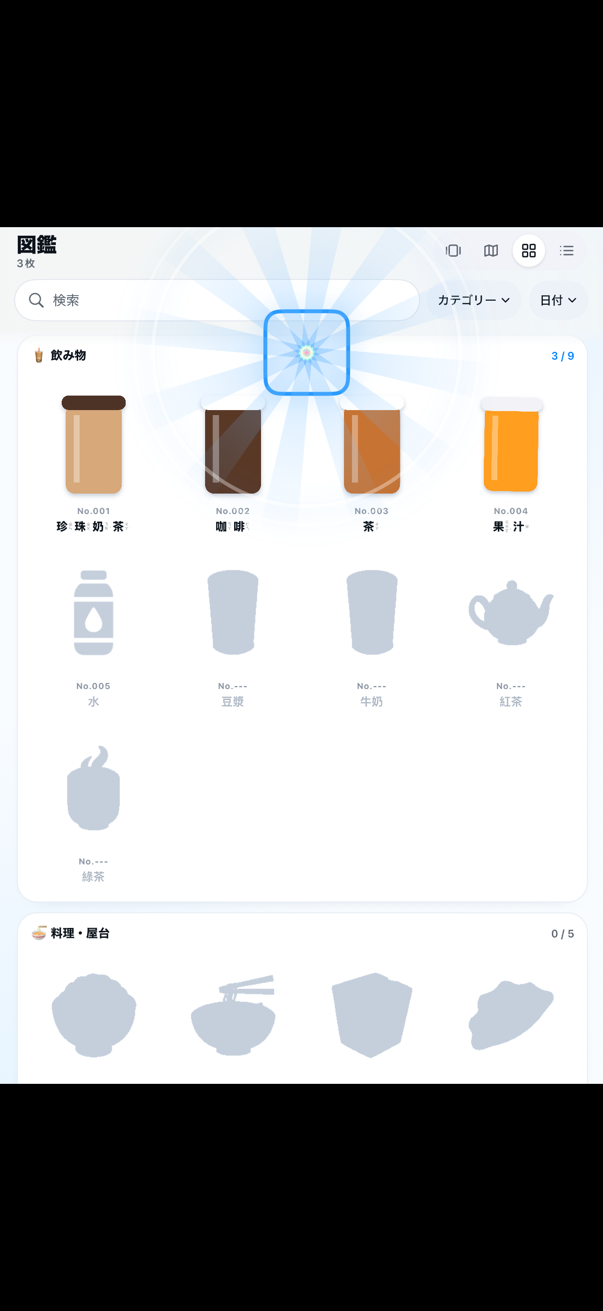 図鑑
3枚
検索
カテゴリー
日付
飲み物
3 / 9
No.001
珍珠奶茶
No.002
咖啡
No.003
茶
No.004
果汁
No.005
水
No.---
豆漿
No.---
牛奶
No.---
紅茶
No.---
綠茶
料理・屋台
0 / 5